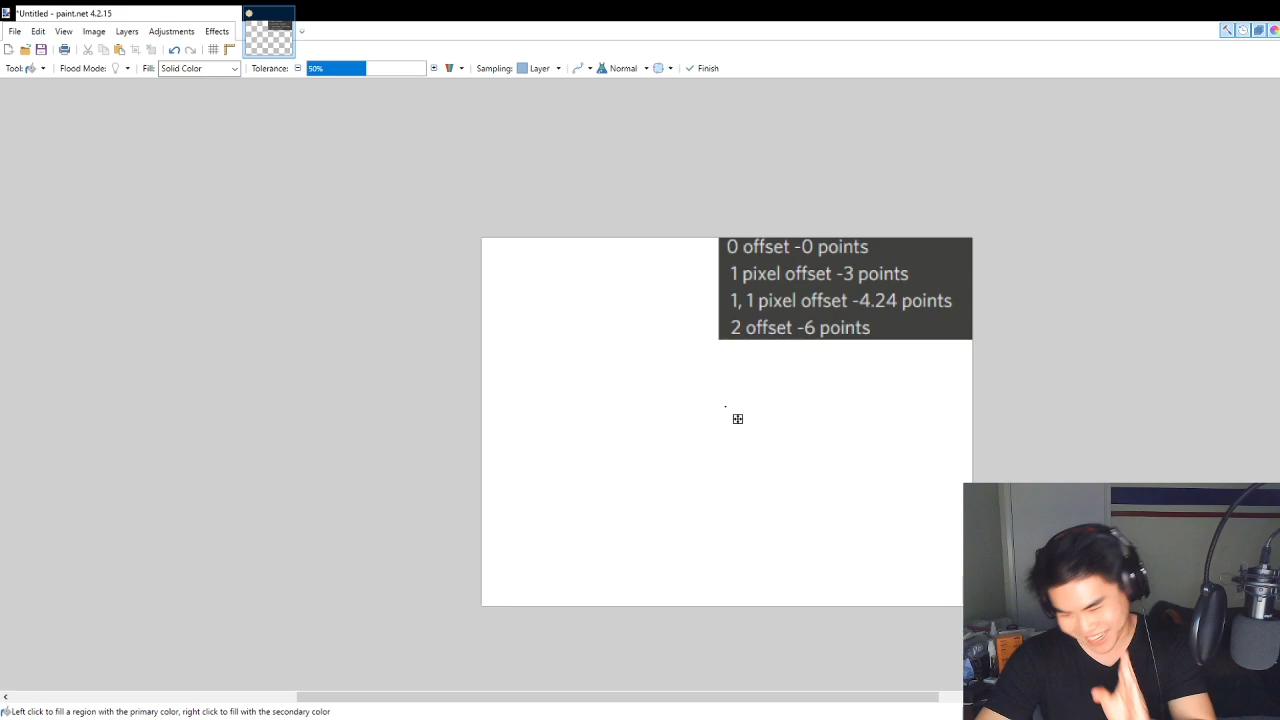 *Untitled - paint.net 4.2.15
File Edit View Image Layers Adjustments Effects
Tool: Flood Mode: Fill: Solid Color Tolerance: 50% Sampling: Layer Normal Finish
0 offset -0 points
1 pixel offset -3 points
1, 1 pixel offset -4.24 points
2 offset -6 points
Left click to fill a region with the primary color, right click to fill with the secondary color